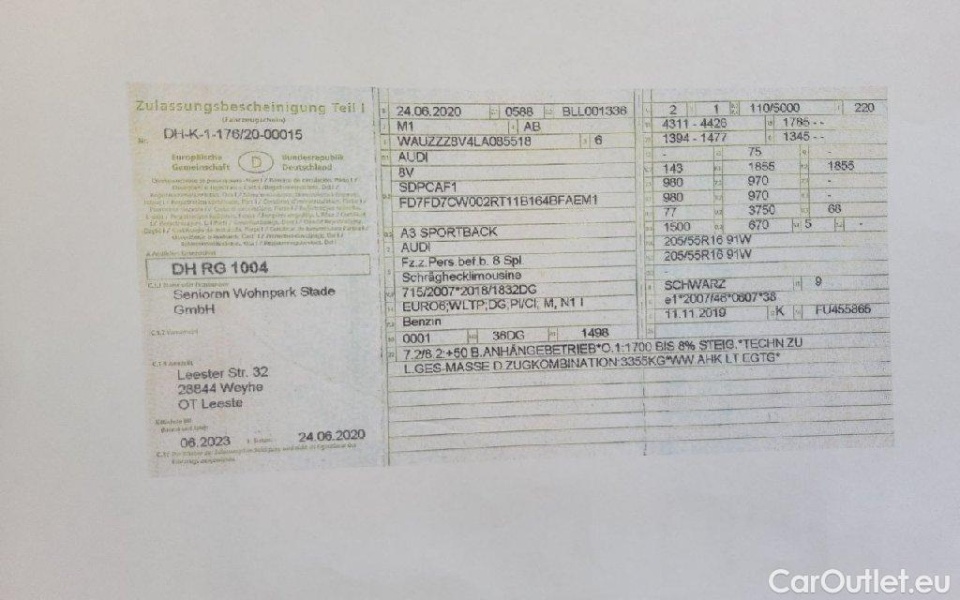 Zulassungsbescheinigung Teil I
(Fahrzeugschein)
Nr. DH-K-1-176/20-00015
Europäische Gemeinschaft
D
Bundesrepublik Deutschland
DH RG 1004
Senioren Wohnpark Stade
GmbH
Leester Str. 32
28844 Weyhe
OT Leeste
06.2023
24.06.2020
24.06.2020 0588 BLL001336
M1 AB
WAUZZZ8V4LA085518 6
AUDI
8V
SDPCAF1
FD7FD7CW002RT11B164BFAEM1
A3 SPORTBACK
AUDI
Fz.z.Pers.bef.b. 8 Spl
Schräghecklimousine
715/2007*2018/1832DG
EURO6;WLTP;DG,PI/CI, M, N1 I
Benzin
0001 36DG 1498
7.2/6.2:+50 B.ANHÄNGEBETRIEB*O.1:1700 BIS 8% STEIG.*TECHN ZU
L.GES-MASSE D.ZUGKOMBINATION:3355KG*WW.AHK LT EGTG*
2 1 110/5000 220
4311 - 4426 1785 - -
1394 - 1477 1345 - -
- 75 -
143 1855 1855
980 970 -
980 970 -
77 3750 68
1500 670 5 -
205/55R16 91W
205/55R16 91W
-
SCHWARZ 9
e1*2007/46*0607*38
11.11.2019 K FU455865
CarOutlet.eu